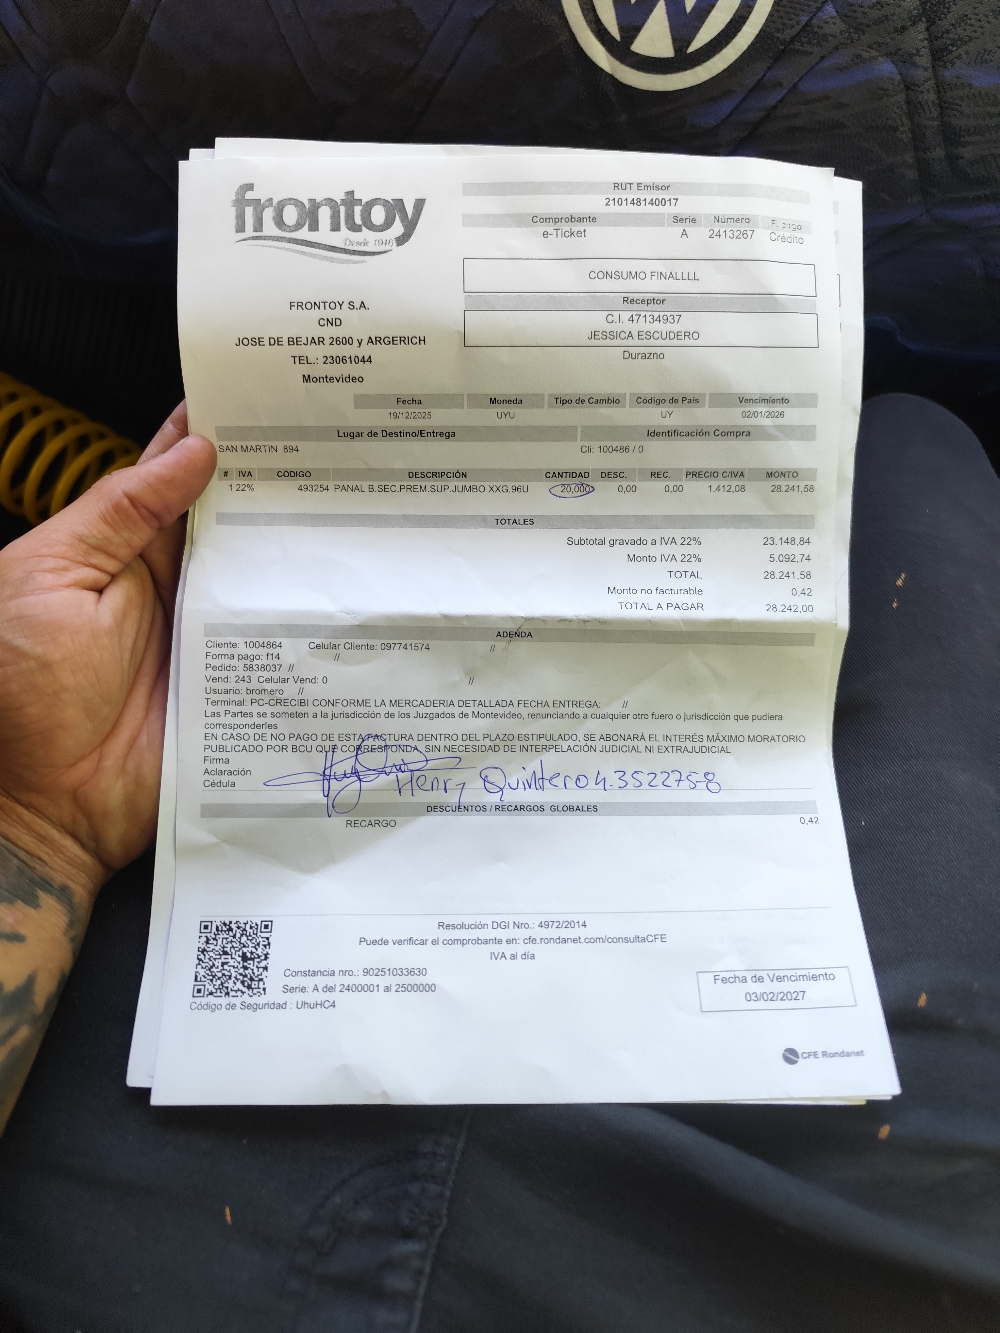 frontoy
Desde 1946
RUT Emisor
210148140017
Comprobante Serie Número F. pago
e-Ticket A 2413267 Crédito
CONSUMO FINALLLL
Receptor
C.I. 47134937
JESSICA ESCUDERO
Durazno
FRONTOY S.A.
CND
JOSE DE BEJAR 2600 y ARGERICH
TEL.: 23061044
Montevideo
Fecha Moneda Tipo de Cambio Código de País Vencimiento
19/12/2025 UYU UY 02/01/2026
Lugar de Destino/Entrega Identificación Compra
SAN MARTIN 894 Cli: 100486 / 0
# IVA CODIGO DESCRIPCIÓN CANTIDAD DESC. REC. PRECIO C/IVA MONTO
1 22% 493254 PANAL B.SEC.PREM.SUP.JUMBO XXG.96U 20,000 0,00 0,00 1.412,08 28.241,58
TOTALES
Subtotal gravado a IVA 22% 23.148,84
Monto IVA 22% 5.092,74
TOTAL 28.241,58
Monto no facturable 0,42
TOTAL A PAGAR 28.242,00
ADENDA
Cliente: 1004864 Celular Cliente: 097741574 //
Forma pago: f14 //
Pedido: 5838037 //
Vend: 243 Celular Vend: 0 //
Usuario: bromero //
Terminal: PC-CRECIBI CONFORME LA MERCADERIA DETALLADA FECHA ENTREGA: //
Las Partes se someten a la jurisdicción de los Juzgados de Montevideo, renunciando a cualquier otro fuero o jurisdicción que pudiera
corresponderles
EN CASO DE NO PAGO DE ESTA FACTURA DENTRO DEL PLAZO ESTIPULADO, SE ABONARÁ EL INTERÉS MÁXIMO MORATORIO
PUBLICADO POR BCU QUE CORRESPONDA, SIN NECESIDAD DE INTERPELACIÓN JUDICIAL NI EXTRAJUDICIAL
Firma
Aclaración
Cédula Henry Quintero 4.3522758
DESCUENTOS / RECARGOS GLOBALES
RECARGO 0,42
Resolución DGI Nro.: 4972/2014
Puede verificar el comprobante en: cfe.rondanet.com/consultaCFE
IVA al día
Constancia nro.: 90251033630
Serie: A del 2400001 al 2500000
Código de Seguridad : UhuHC4
Fecha de Vencimiento
03/02/2027
CFE Rondanet